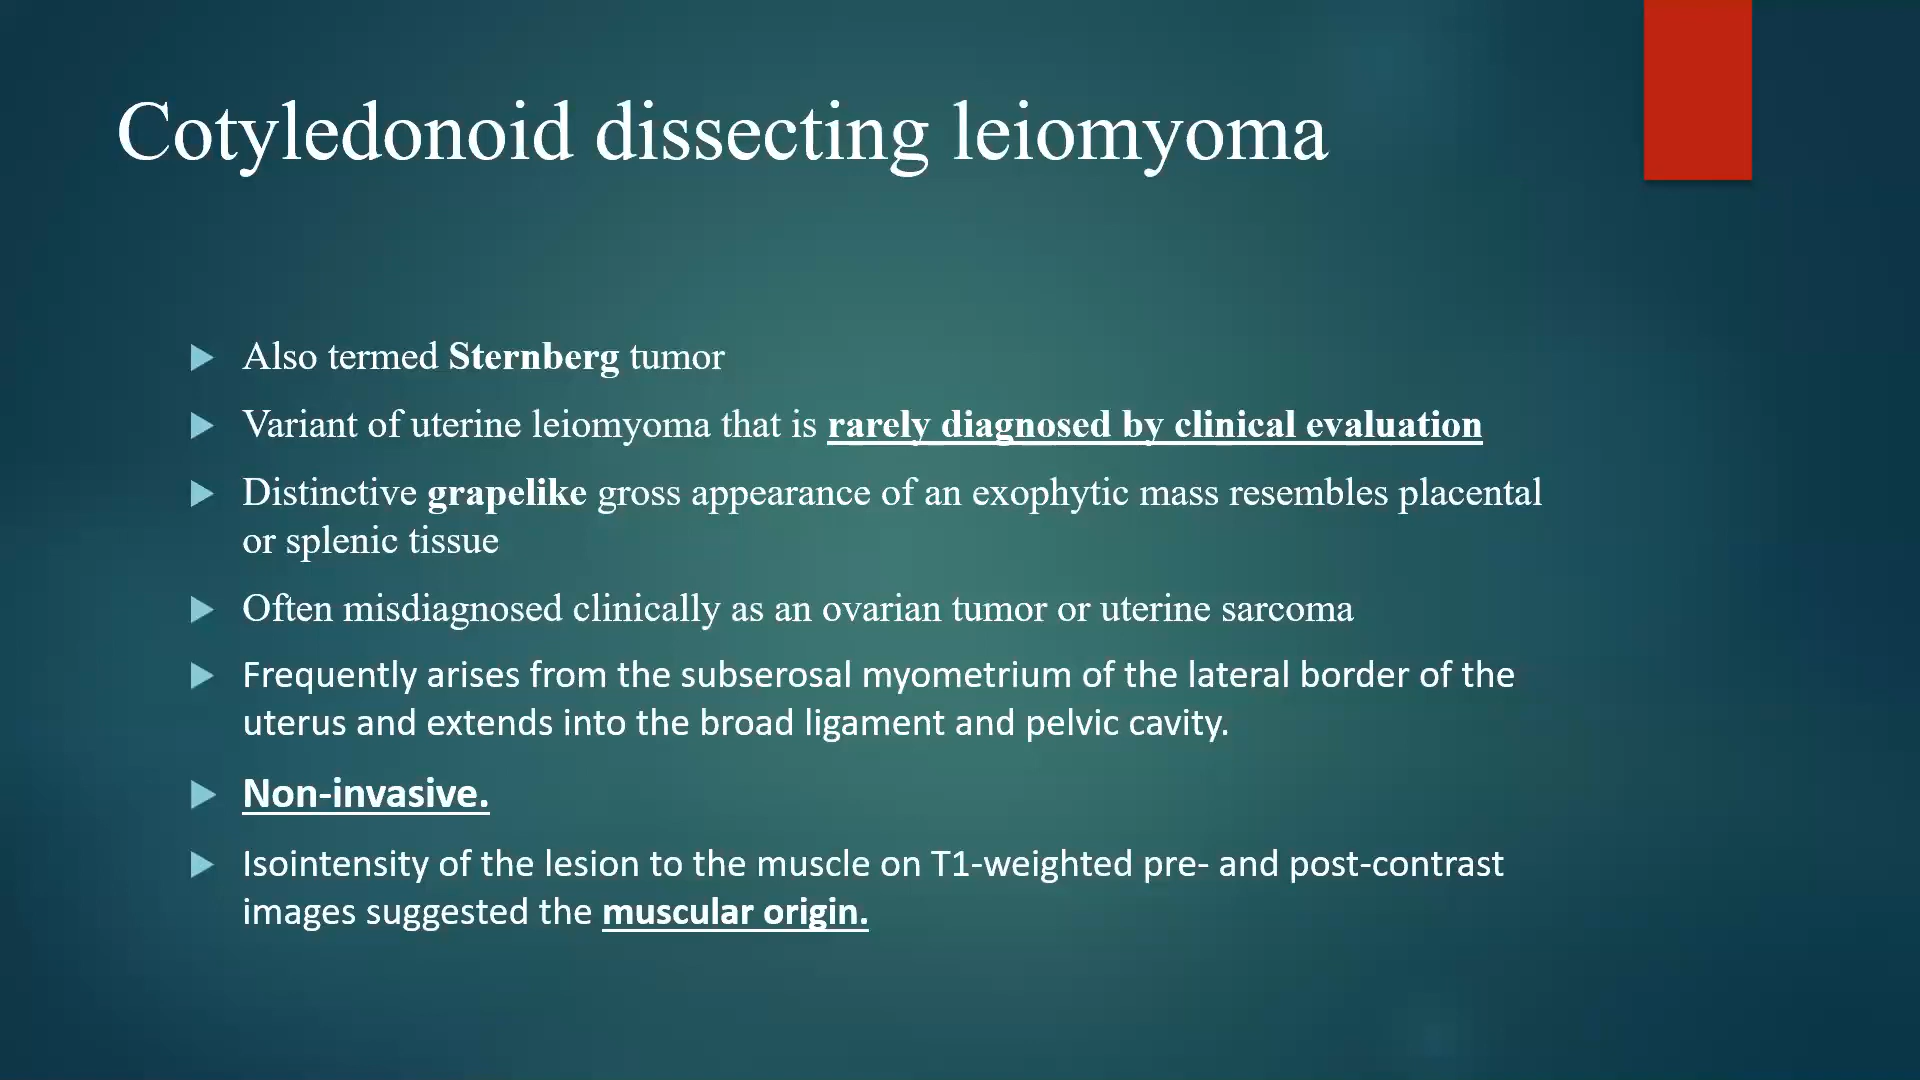 Cotyledonoid dissecting leiomyoma
Also termed Sternberg tumor
Variant of uterine leiomyoma that is rarely diagnosed by clinical evaluation
Distinctive grapelike gross appearance of an exophytic mass resembles placental
or splenic tissue
Often misdiagnosed clinically as an ovarian tumor or uterine sarcoma
Frequently arises from the subserosal myometrium of the lateral border of the
uterus and extends into the broad ligament and pelvic cavity.
Non-invasive.
Isointensity of the lesion to the muscle on T1-weighted pre- and post-contrast
images suggested the muscular origin.